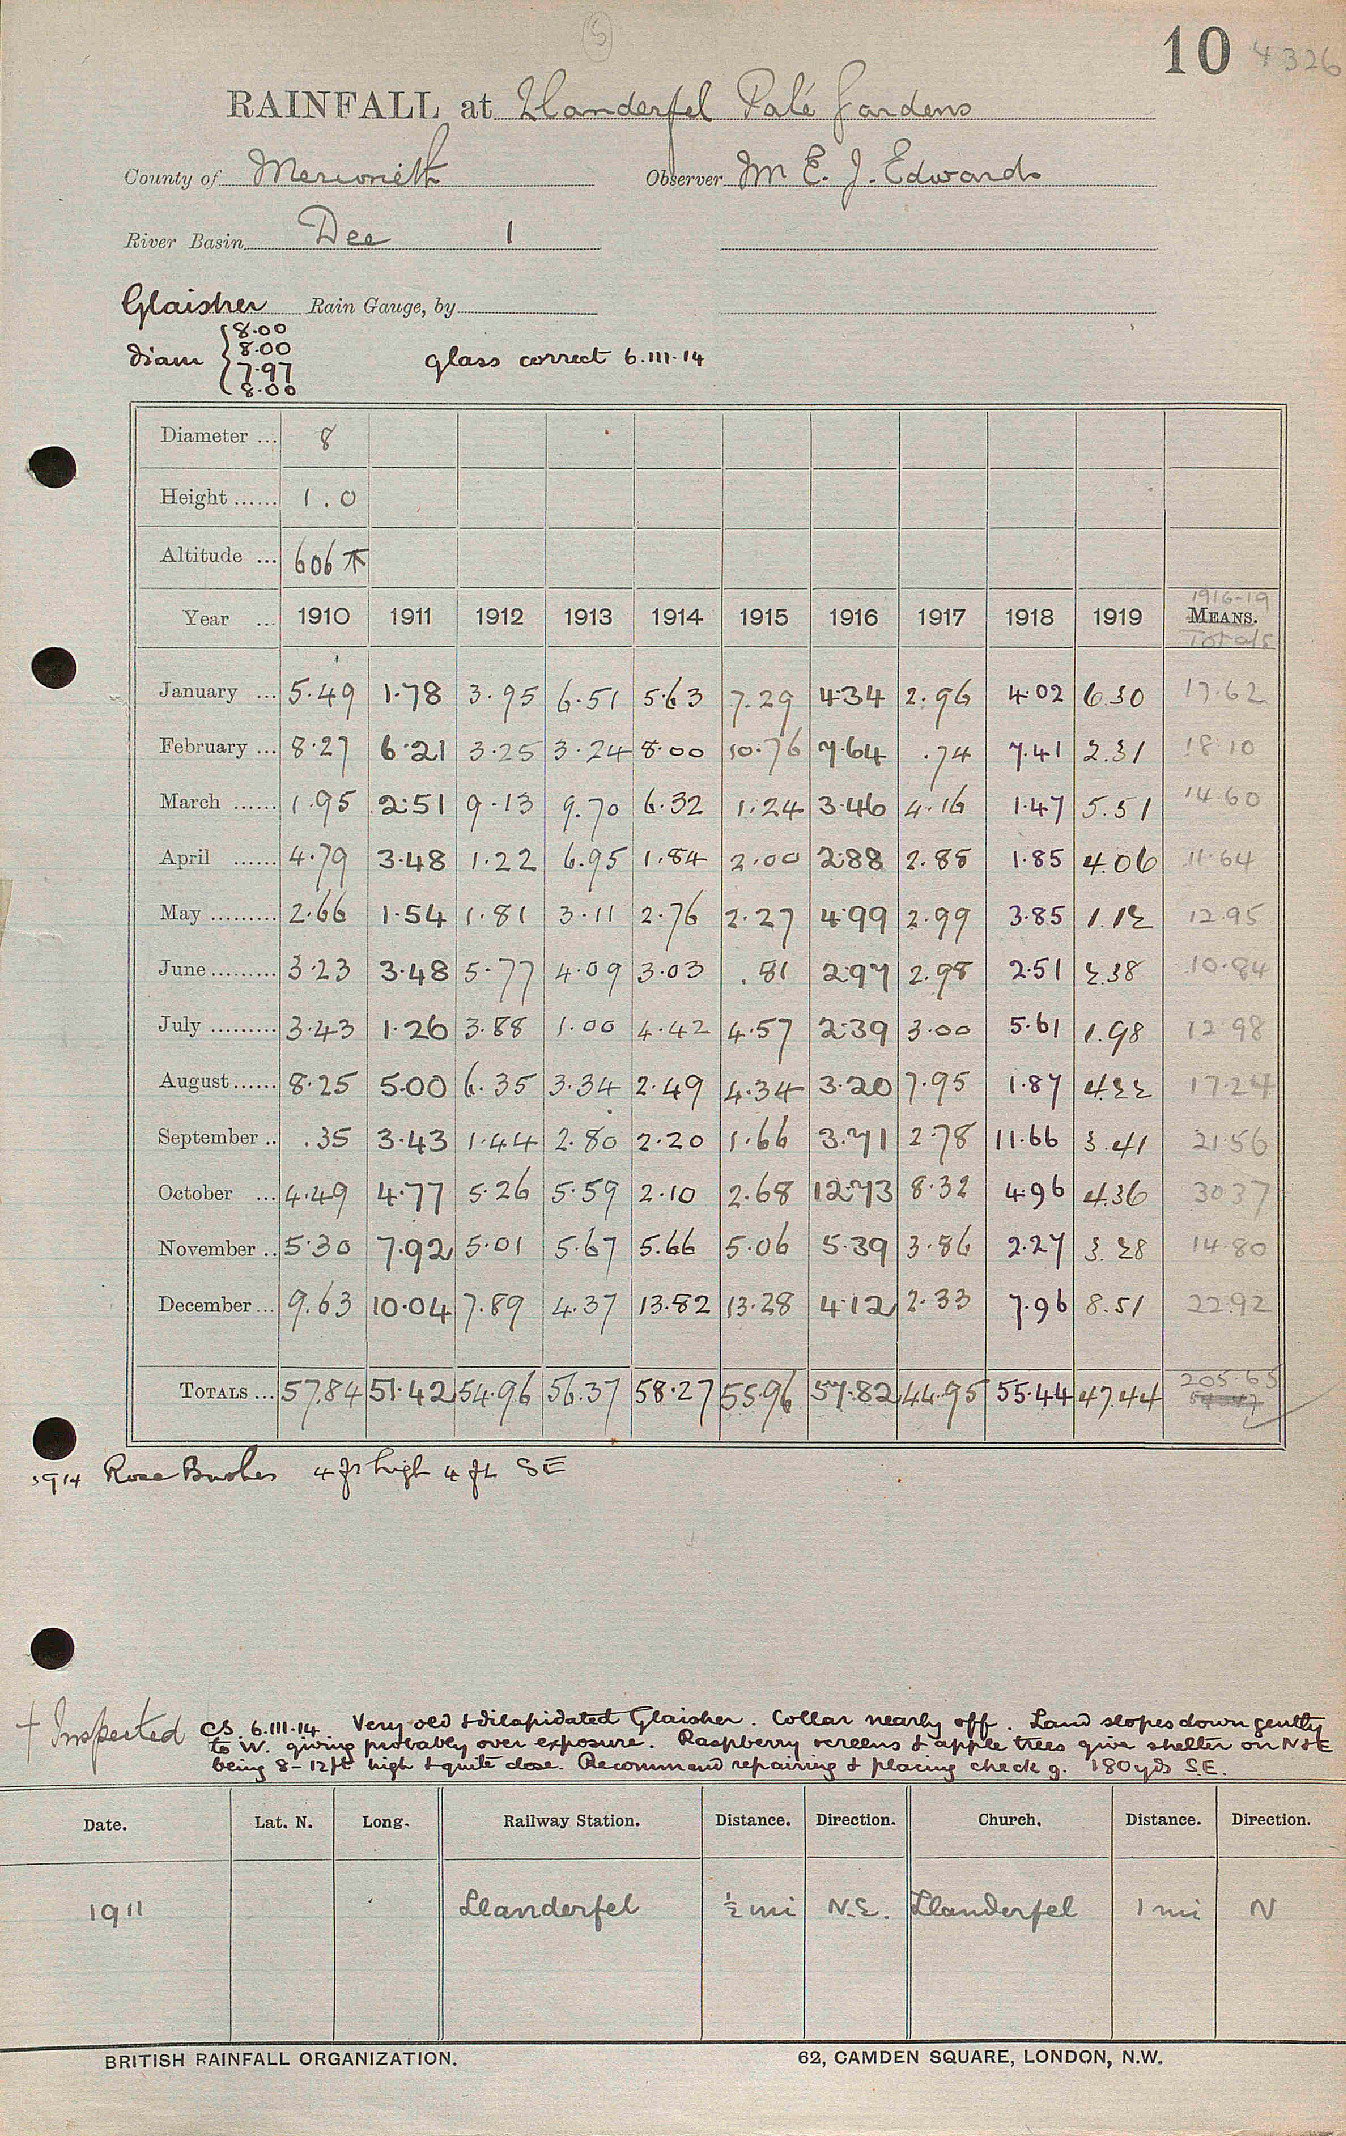 5
10 4326
RAINFALL at Llanderfel Palé Gardens
County of Merioneth Observer Mr E. J. Edwards
River Basin Dee 1
Glaisher Rain Gauge, by
diam { 8.00
8.00
7.97
8.00
glass correct 6.III.14
Diameter ... 8
Height ...... 1.0
Altitude ... 606
1916-19
Year ... 1910 1911 1912 1913 1914 1915 1916 1917 1918 1919 MEANS.
Totals
January ... 5.49 1.78 3.95 6.51 5.63 7.29 4.34 2.96 4.02 6.30 17.62
February ... 8.27 6.21 3.25 3.24 8.00 10.76 7.64 .74 7.41 2.31 18.10
March ...... 1.95 2.51 9.13 9.70 6.32 1.24 3.46 4.16 1.47 5.51 14.60
April ...... 4.79 3.48 1.22 6.95 1.84 2.00 2.88 2.85 1.85 4.06 11.64
May ......... 2.66 1.54 1.81 3.11 2.76 2.27 4.99 2.99 3.85 1.12 12.95
June ......... 3.23 3.48 5.77 4.09 3.03 .81 2.97 2.98 2.51 2.38 10.84
July ......... 3.43 1.26 3.88 1.00 4.42 4.57 2.39 3.00 5.61 1.98 12.98
August ...... 8.25 5.00 6.35 3.34 2.49 4.34 3.20 7.95 1.87 4.22 17.24
September .. .35 3.43 1.44 2.80 2.20 1.66 3.71 2.78 11.66 3.41 21.56
October ... 4.49 4.77 5.26 5.59 2.10 2.68 12.73 8.32 4.96 4.36 30.37
November .. 5.30 7.92 5.01 5.67 5.66 5.06 5.39 3.86 2.27 3.28 14.80
December ... 9.63 10.04 7.89 4.37 13.82 13.28 4.12 2.33 7.96 8.51 22.92
TOTALS ... 57.84 51.42 54.96 56.37 58.27 55.96 57.82 44.95 55.44 47.44 205.65
1914 Rose Bushes 4 ft high 4 ft SE
+ Inspected CS. 6.III.14. Very old & dilapidated Glaisher. Collar nearly off. Land slopes down gently
to W. giving probably over exposure. Raspberry screens & apple trees give shelter on N & E
being 8-12 ft high & quite close. Recommend repairing & placing check g. 180 yds S.E.
Date. Lat. N. Long. Railway Station. Distance. Direction. Church. Distance. Direction.
1911 Llanderfel ½ mi N.E. Llanderfel 1 mi N
BRITISH RAINFALL ORGANIZATION. 62, CAMDEN SQUARE, LONDON, N.W.